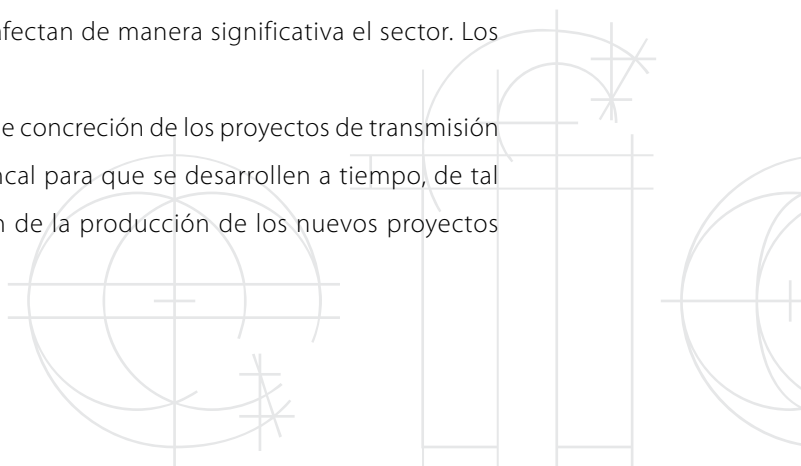 afectan de manera significativa el sector. Los
e concreción de los proyectos de transmisión
ncal para que se desarrollen a tiempo, de tal
n de la producción de los nuevos proyectos